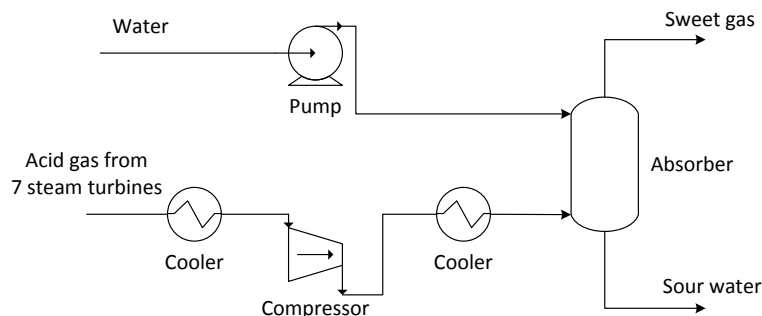 Water
Sweet gas
Pump
Absorber
Acid gas from
7 steam turbines
Cooler
Compressor
Cooler
Sour water